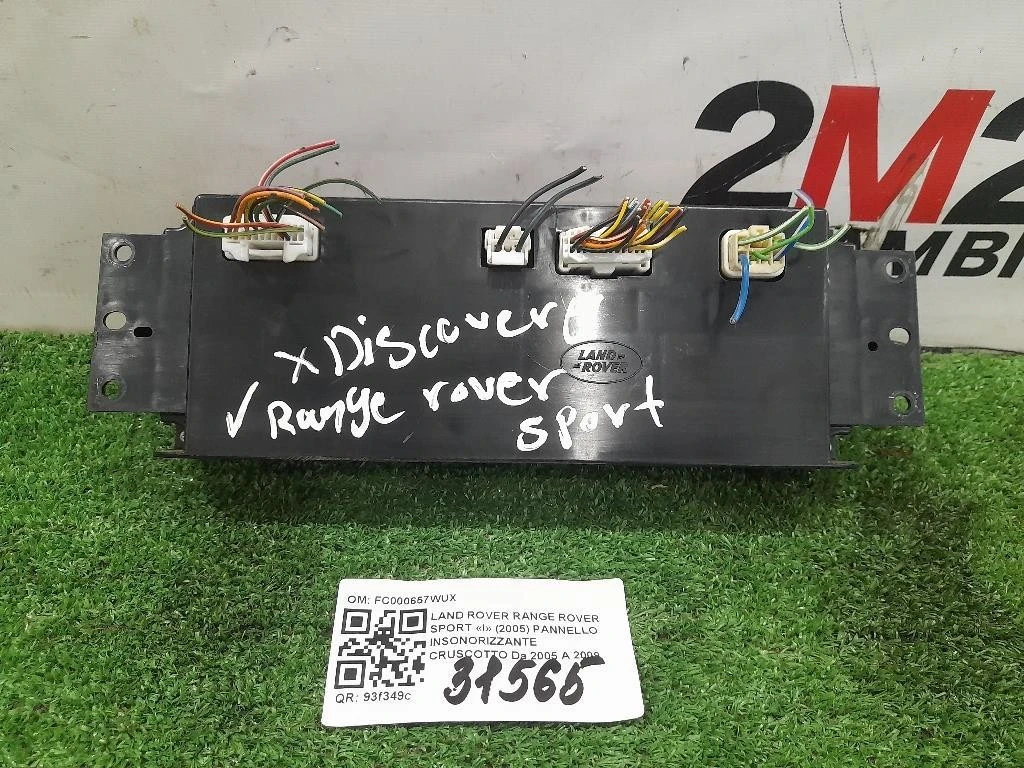 2M2
MBI
x Discovery
LAND-
-ROVER
✓ Range rover
sport
OM: FC000657WUX
LAND ROVER RANGE ROVER
SPORT «I» (2005) PANNELLO
INSONORIZZANTE
CRUSCOTTO Da 2005 A 2009
31565
QR: 93f349c